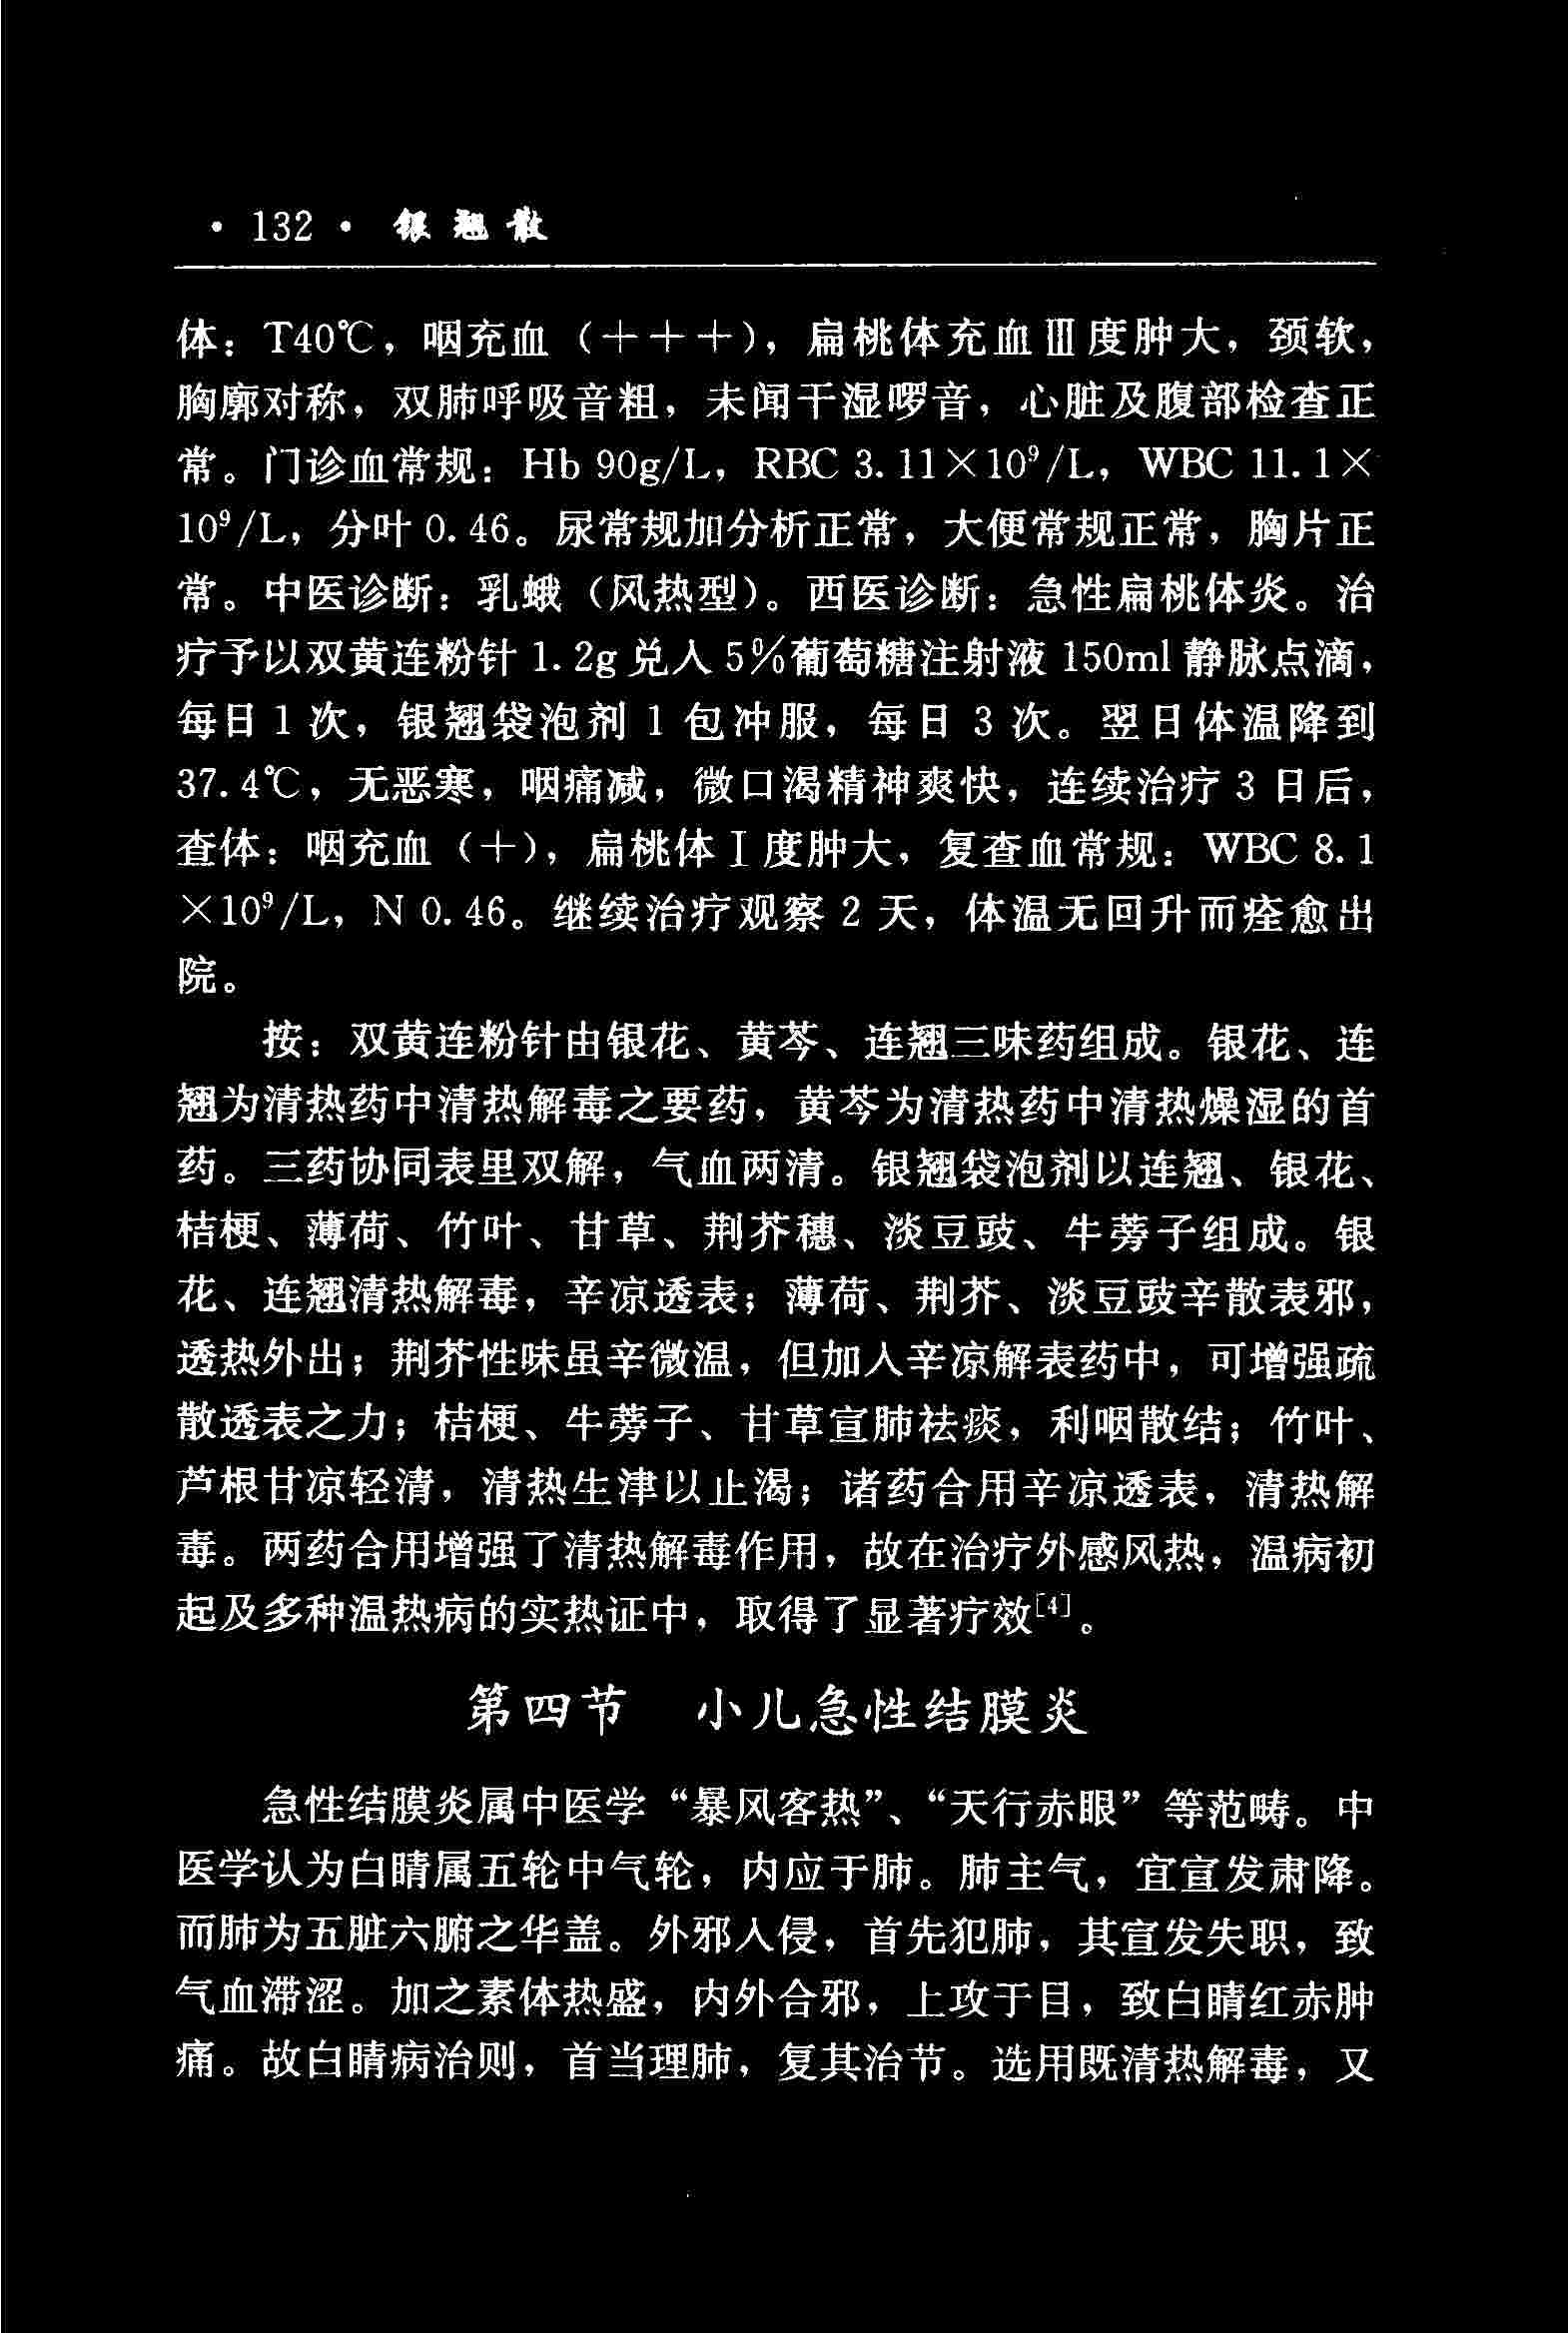 · 132 · 银翘散
体：T40℃，咽充血（＋＋＋），扁桃体充血Ⅲ度肿大，颈软，
胸廓对称，双肺呼吸音粗，未闻干湿啰音，心脏及腹部检查正
常。门诊血常规：Hb 90g/L，RBC 3.11×10⁹/L，WBC 11.1×
10⁹/L，分叶 0.46。尿常规加分析正常，大便常规正常，胸片正
常。中医诊断：乳蛾（风热型）。西医诊断：急性扁桃体炎。治
疗予以双黄连粉针 1.2g 兑入 5％葡萄糖注射液 150ml 静脉点滴，
每日 1 次，银翘袋泡剂 1 包冲服，每日 3 次。翌日体温降到
37.4℃，无恶寒，咽痛减，微口渴精神爽快，连续治疗 3 日后，
查体：咽充血（＋），扁桃体Ⅰ度肿大，复查血常规：WBC 8.1
×10⁹/L，N 0.46。继续治疗观察 2 天，体温无回升而痊愈出
院。
按：双黄连粉针由银花、黄芩、连翘三味药组成。银花、连
翘为清热药中清热解毒之要药，黄芩为清热药中清热燥湿的首
药。三药协同表里双解，气血两清。银翘袋泡剂以连翘、银花、
桔梗、薄荷、竹叶、甘草、荆芥穗、淡豆豉、牛蒡子组成。银
花、连翘清热解毒，辛凉透表；薄荷、荆芥、淡豆豉辛散表邪，
透热外出；荆芥性味虽辛微温，但加入辛凉解表药中，可增强疏
散透表之力；桔梗、牛蒡子、甘草宣肺祛痰，利咽散结；竹叶、
芦根甘凉轻清，清热生津以止渴；诸药合用辛凉透表，清热解
毒。两药合用增强了清热解毒作用，故在治疗外感风热，温病初
起及多种温热病的实热证中，取得了显著疗效[4]。
第四节 小儿急性结膜炎
急性结膜炎属中医学“暴风客热”、“天行赤眼”等范畴。中
医学认为白睛属五轮中气轮，内应于肺。肺主气，宜宣发肃降。
而肺为五脏六腑之华盖。外邪入侵，首先犯肺，其宣发失职，致
气血滞涩。加之素体热盛，内外合邪，上攻于目，致白睛红赤肿
痛。故白睛病治则，首当理肺，复其治节。选用既清热解毒，又